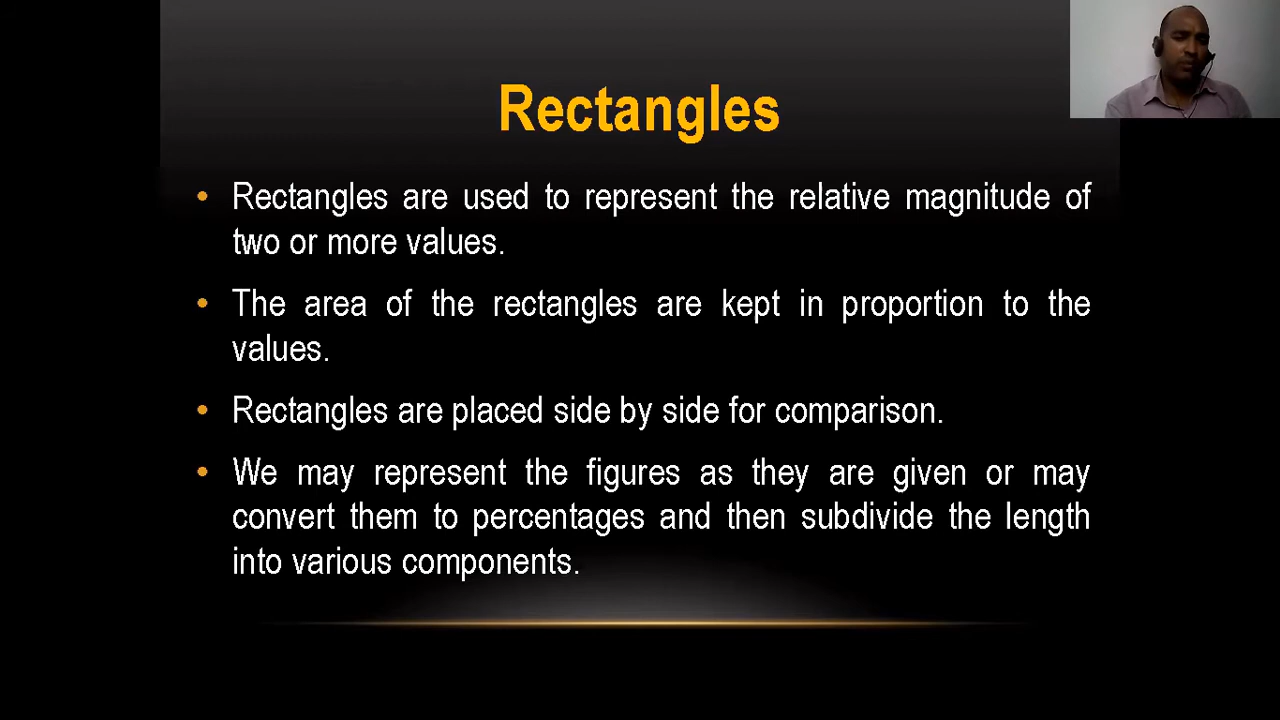 Rectangles
• Rectangles are used to represent the relative magnitude of
two or more values.
• The area of the rectangles are kept in proportion to the
values.
• Rectangles are placed side by side for comparison.
• We may represent the figures as they are given or may
convert them to percentages and then subdivide the length
into various components.